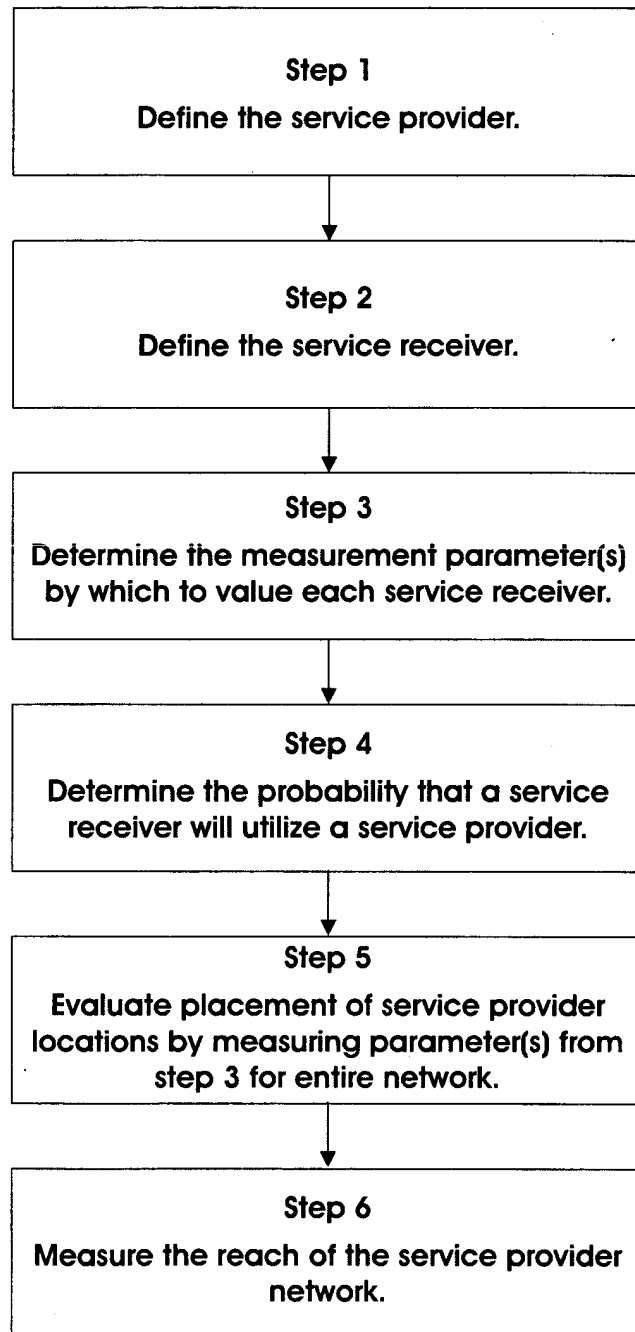 Step 1
Define the service provider.
Step 2
Define the service receiver.
Step 3
Determine the measurement parameter(s)
by which to value each service receiver.
Step 4
Determine the probability that a service
receiver will utilize a service provider.
Step 5
Evaluate placement of service provider
locations by measuring parameter(s) from
step 3 for entire network.
Step 6
Measure the reach of the service provider
network.